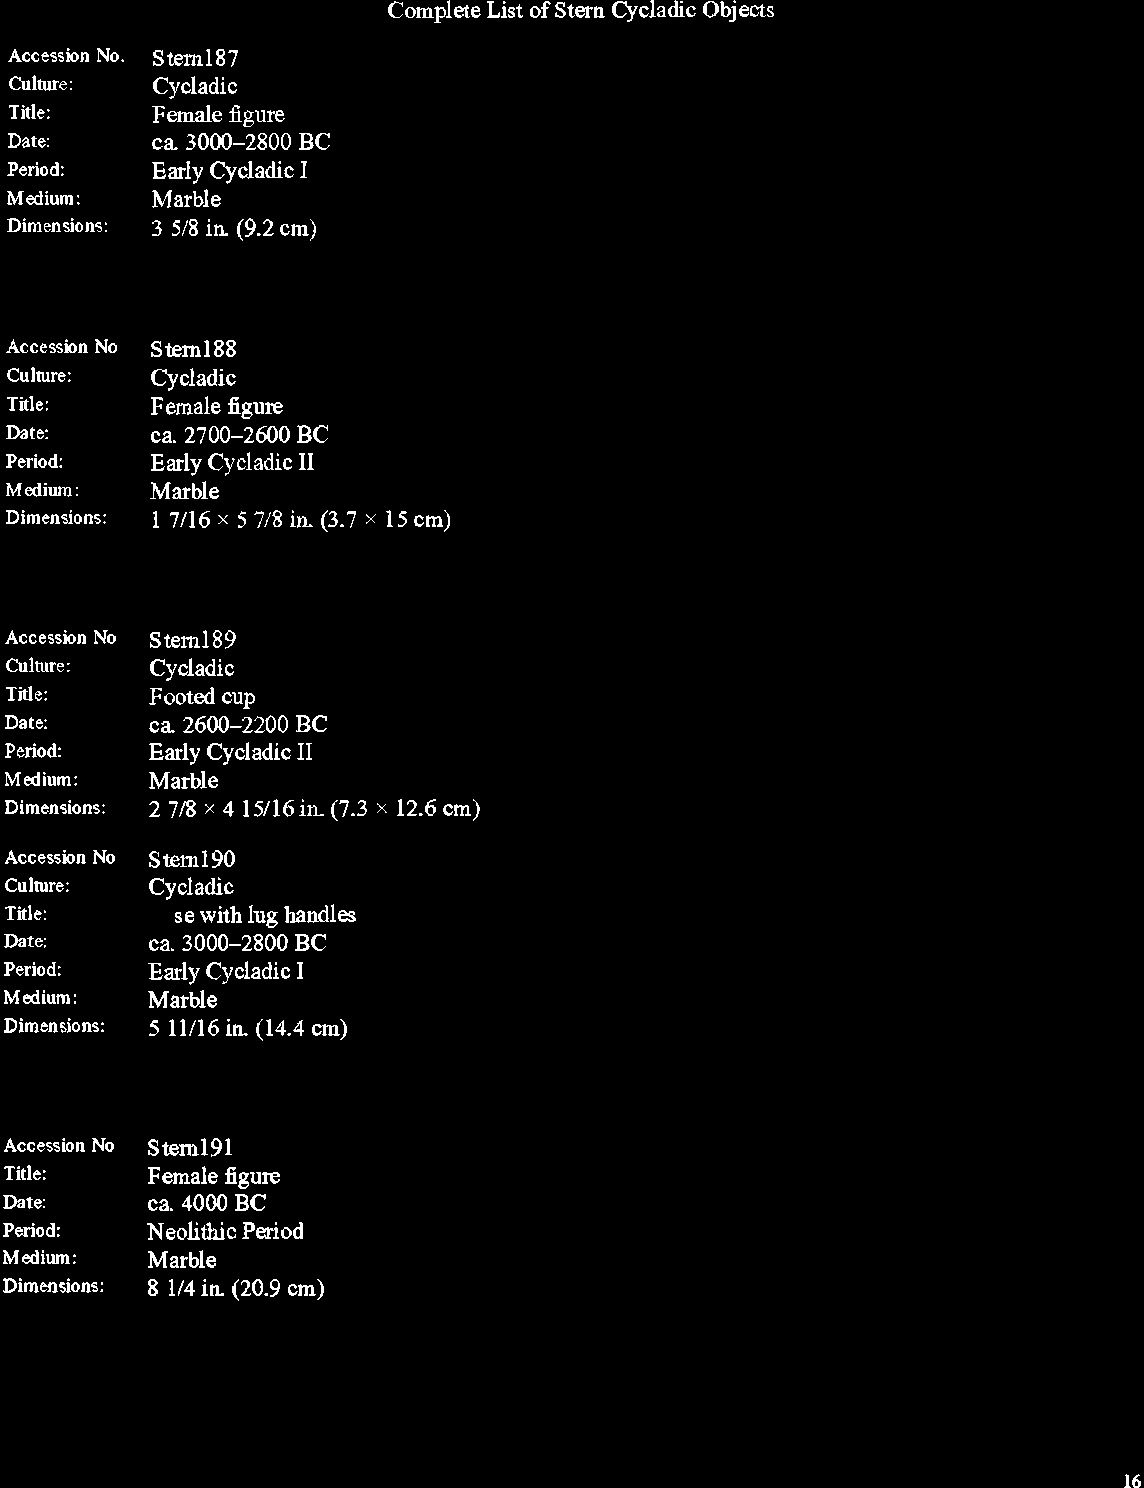 Complete List of Stern Cycladic Objects
Accession No. Stern187
Culture: Cycladic
Title: Female figure
Date: ca. 3000–2800 BC
Period: Early Cycladic I
Medium: Marble
Dimensions: 3 5/8 in. (9.2 cm)
Accession No Stern188
Culture: Cycladic
Title: Female figure
Date: ca. 2700–2600 BC
Period: Early Cycladic II
Medium: Marble
Dimensions: 1 7/16 × 5 7/8 in. (3.7 × 15 cm)
Accession No Stern189
Culture: Cycladic
Title: Footed cup
Date: ca. 2600–2200 BC
Period: Early Cycladic II
Medium: Marble
Dimensions: 2 7/8 × 4 15/16 in. (7.3 × 12.6 cm)
Accession No Stern190
Culture: Cycladic
Title: se with lug handles
Date: ca. 3000–2800 BC
Period: Early Cycladic I
Medium: Marble
Dimensions: 5 11/16 in. (14.4 cm)
Accession No Stern191
Title: Female figure
Date: ca. 4000 BC
Period: Neolithic Period
Medium: Marble
Dimensions: 8 1/4 in. (20.9 cm)
16